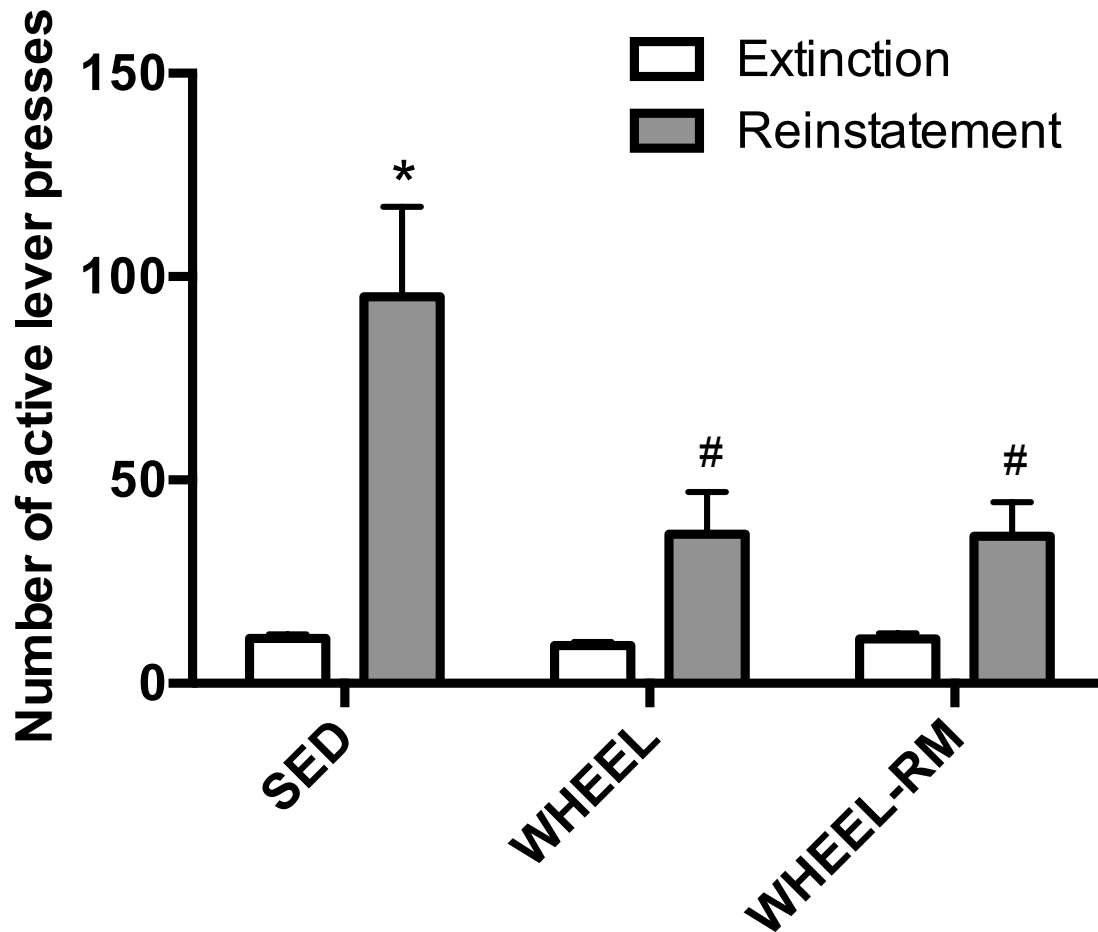 Number of active lever presses
150
100
50
0
Extinction
Reinstatement
*
#
#
SED
WHEEL
WHEEL-RM